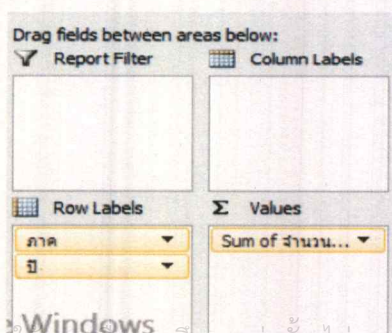 Drag fields between areas below:
Report Filter
Column Labels
Row Labels
Σ Values
ภาค
ปี
Sum of จำนวน...
Windows